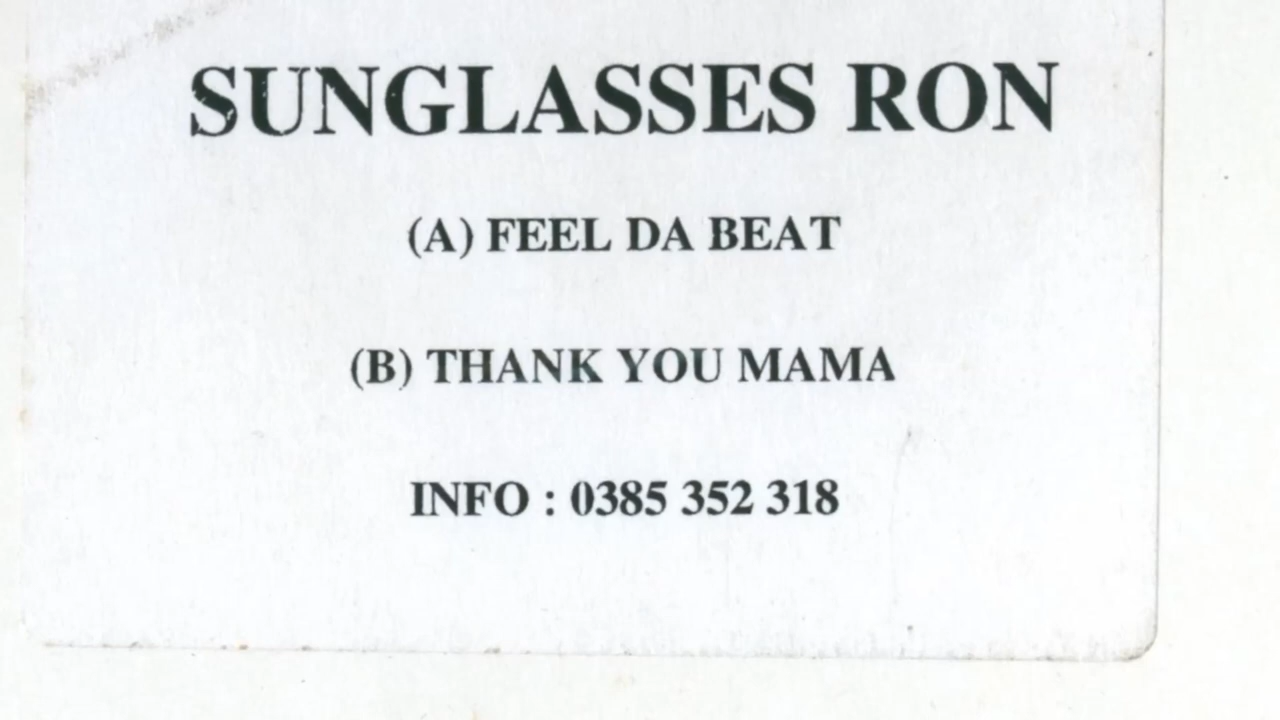 SUNGLASSES RON
(A) FEEL DA BEAT
(B) THANK YOU MAMA
INFO : 0385 352 318